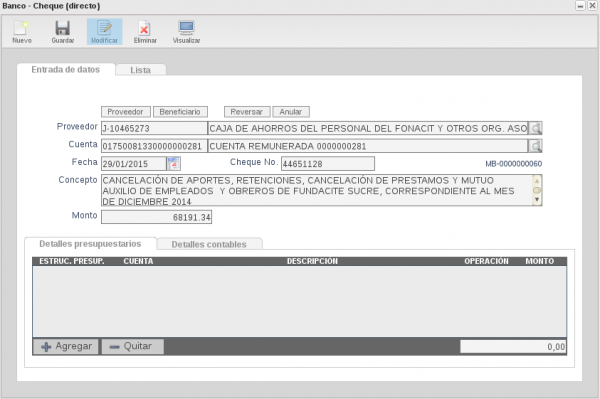 Banco - Cheque (directo)
Nuevo Guardar Modificar Eliminar Visualizar
Entrada de datos Lista
Proveedor Beneficiario Reversar Anular
Proveedor J-10465273 CAJA DE AHORROS DEL PERSONAL DEL FONACIT Y OTROS ORG. ASO
Cuenta 01750081330000000281 CUENTA REMUNERADA 0000000281
Fecha 29/01/2015 Cheque No. 44651128 MB-0000000060
Concepto CANCELACIÓN DE APORTES, RETENCIONES, CANCELACIÓN DE PRESTAMOS Y MUTUO
AUXILIO DE EMPLEADOS Y OBREROS DE FUNDACITE SUCRE, CORRESPONDIENTE AL MES
DE DICIEMBRE 2014
Monto 68191.34
Detalles presupuestarios Detalles contables
ESTRUC. PRESUP. CUENTA DESCRIPCIÓN OPERACIÓN MONTO
Agregar Quitar 0,00